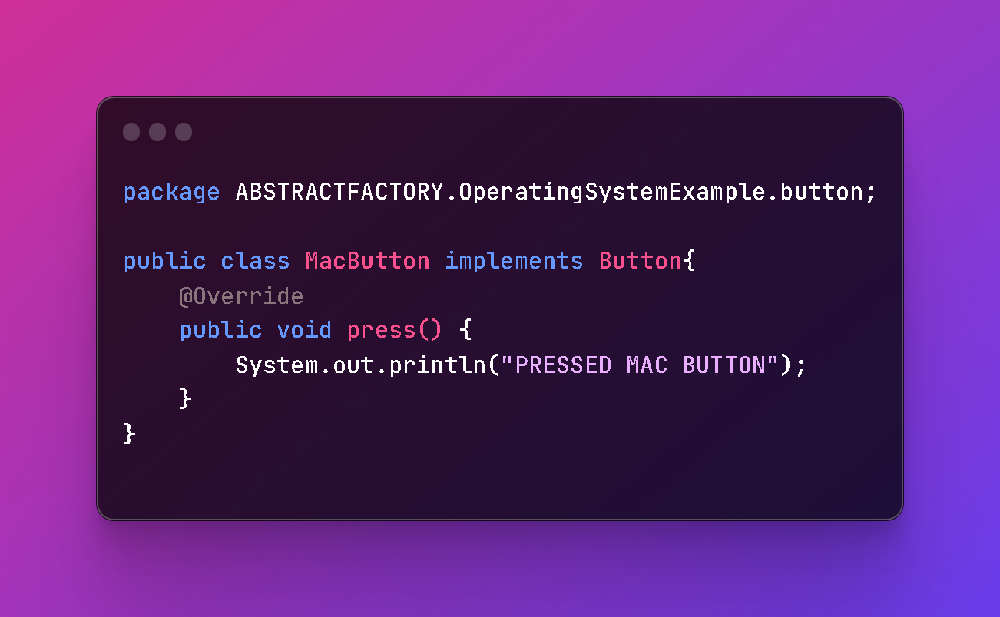 package ABSTRACTFACTORY.OperatingSystemExample.button;

public class MacButton implements Button{
    @Override
    public void press() {
        System.out.println("PRESSED MAC BUTTON");
    }
}